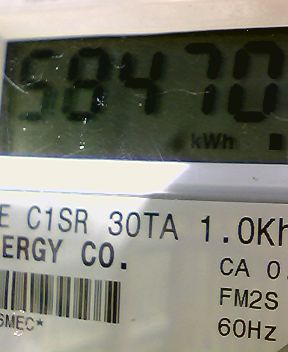 58470
kWh
E C1SR 30TA 1.0Kh
ERGY CO.
CA 0.
FM2S
60Hz
SMEC*